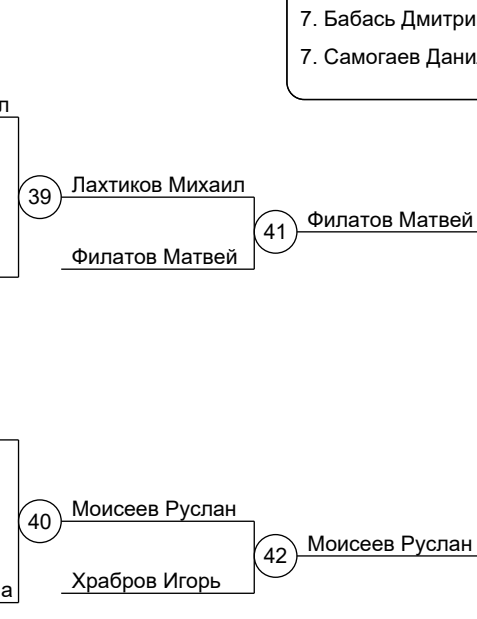 7. Бабась Дмитри
7. Самогаев Дани
л
39 Лахтиков Михаил
41 Филатов Матвей
Филатов Матвей
40 Моисеев Руслан
42 Моисеев Руслан
Храбров Игорь
а